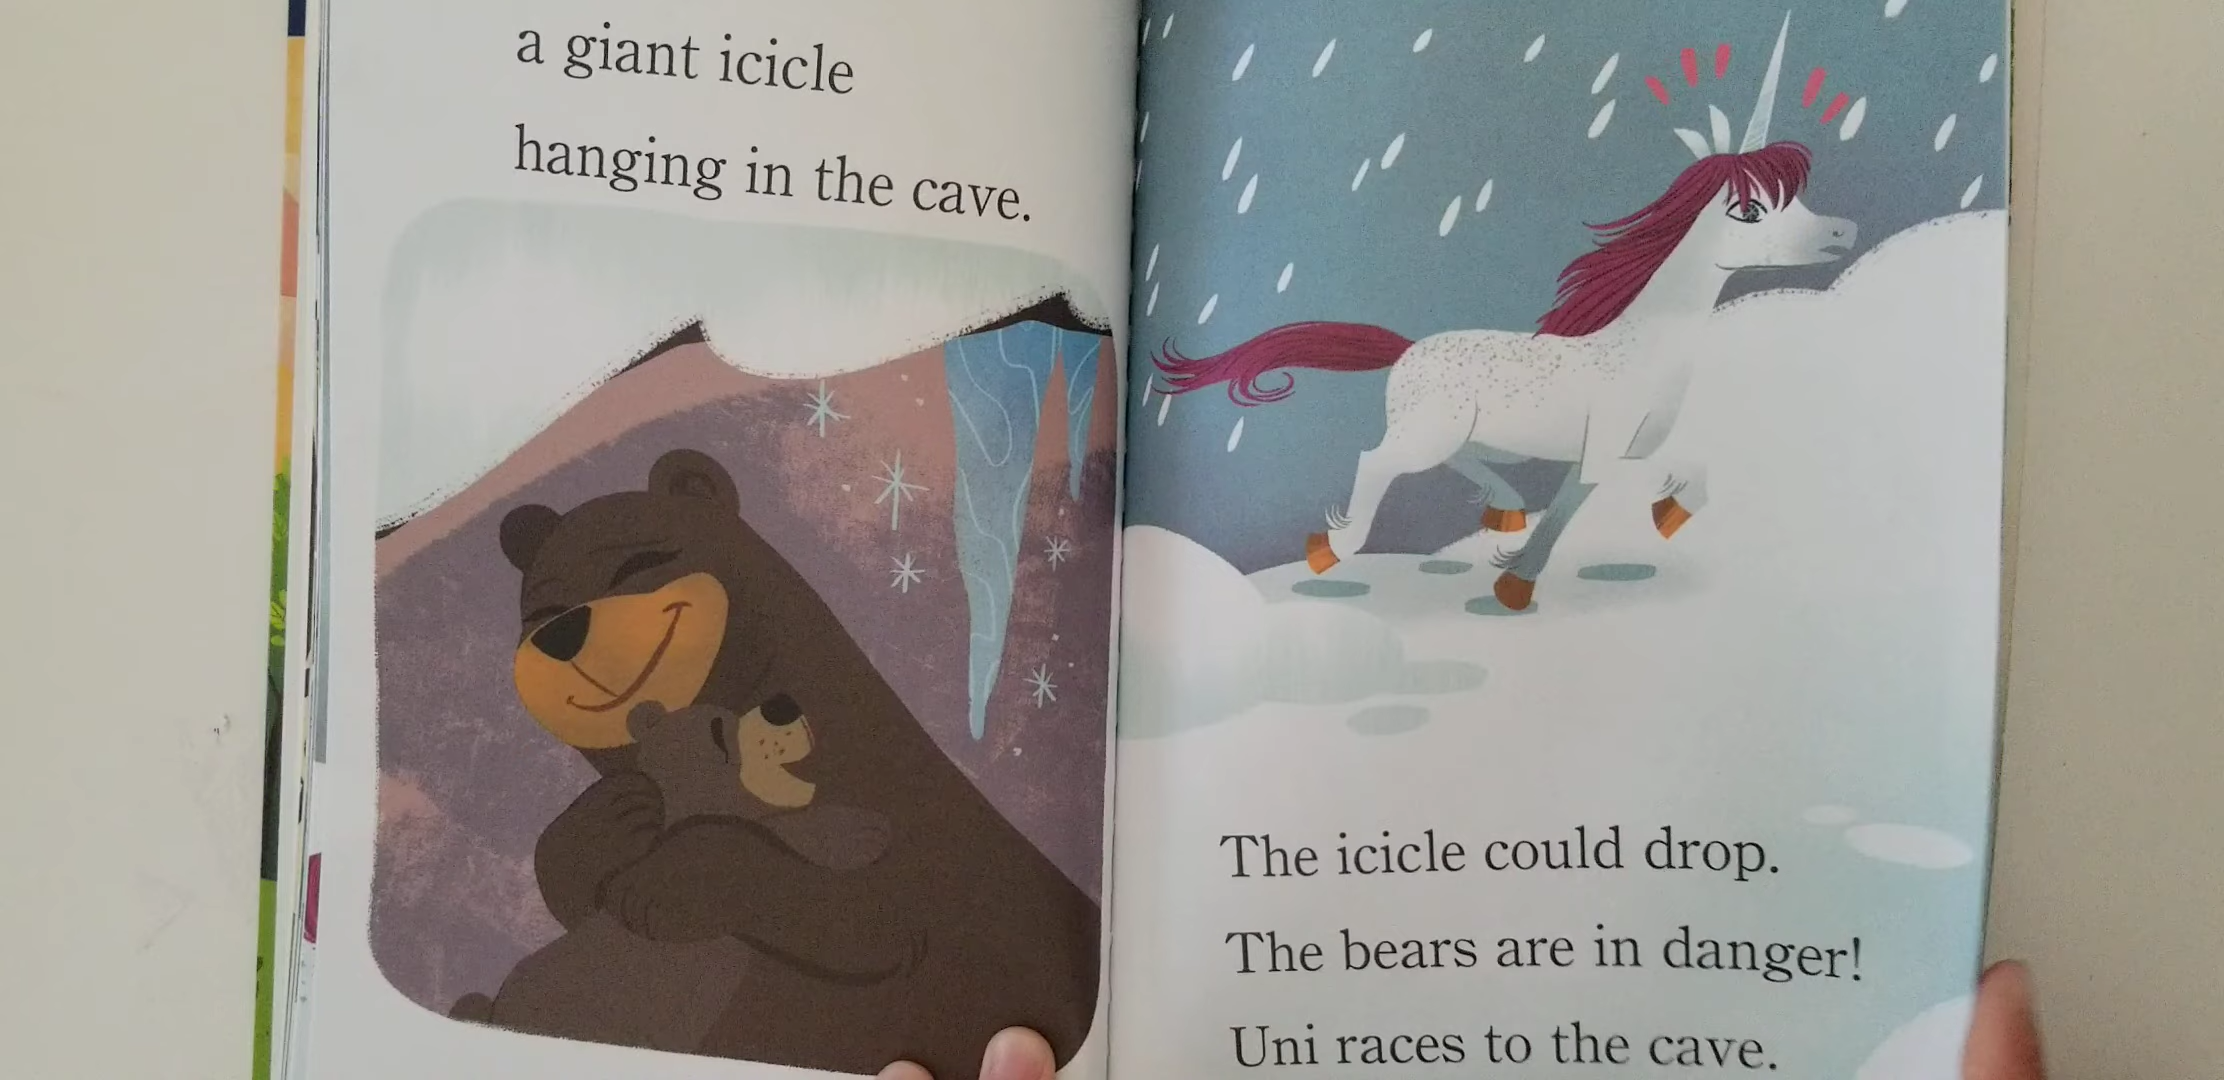 a giant icicle
hanging in the cave.
The icicle could drop.
The bears are in danger!
Uni races to the cave.